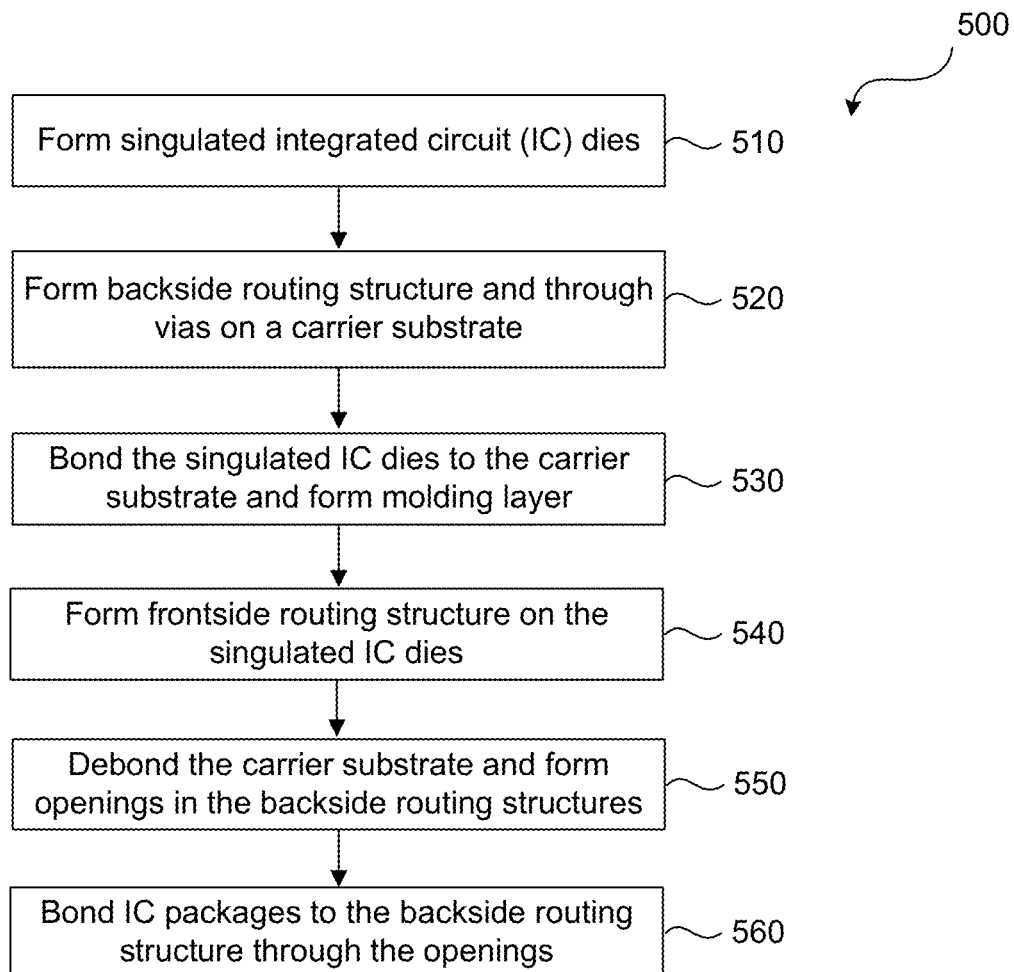 500
Form singulated integrated circuit (IC) dies
510
Form backside routing structure and through
vias on a carrier substrate
520
Bond the singulated IC dies to the carrier
substrate and form molding layer
530
Form frontside routing structure on the
singulated IC dies
540
Debond the carrier substrate and form
openings in the backside routing structures
550
Bond IC packages to the backside routing
structure through the openings
560